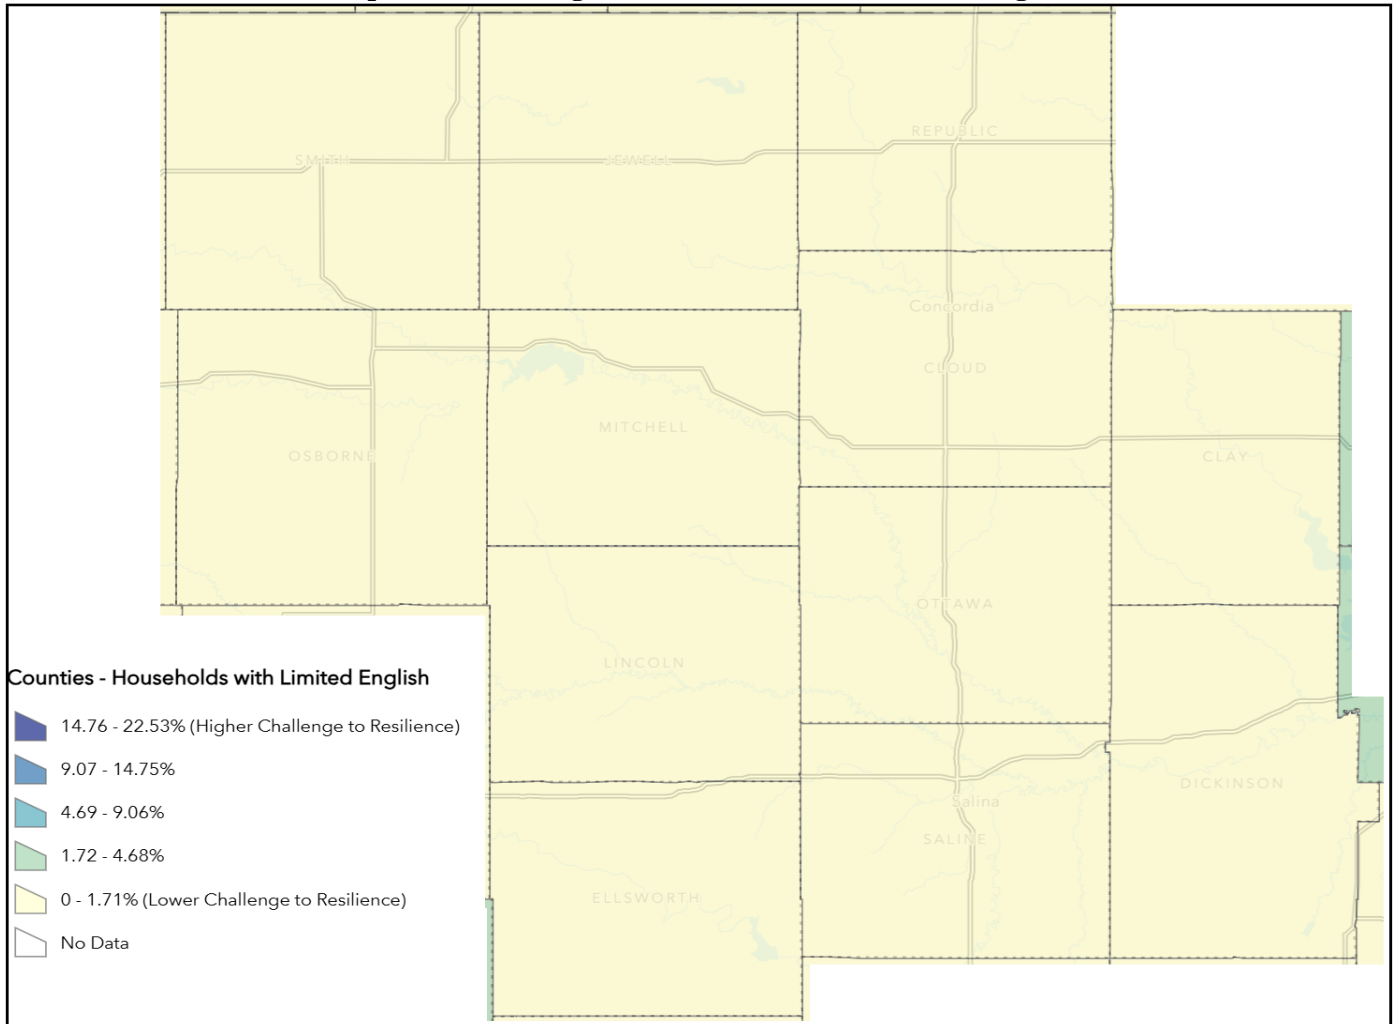 SMITH
JEWELL
REPUBLIC
Concordia
CLOUD
MITCHELL
OSBORNE
CLAY
OTTAWA
LINCOLN
Counties - Households with Limited English
14.76 - 22.53% (Higher Challenge to Resilience)
9.07 - 14.75%
4.69 - 9.06%
1.72 - 4.68%
0 - 1.71% (Lower Challenge to Resilience)
No Data
DICKINSON
Salina
SALINE
ELLSWORTH